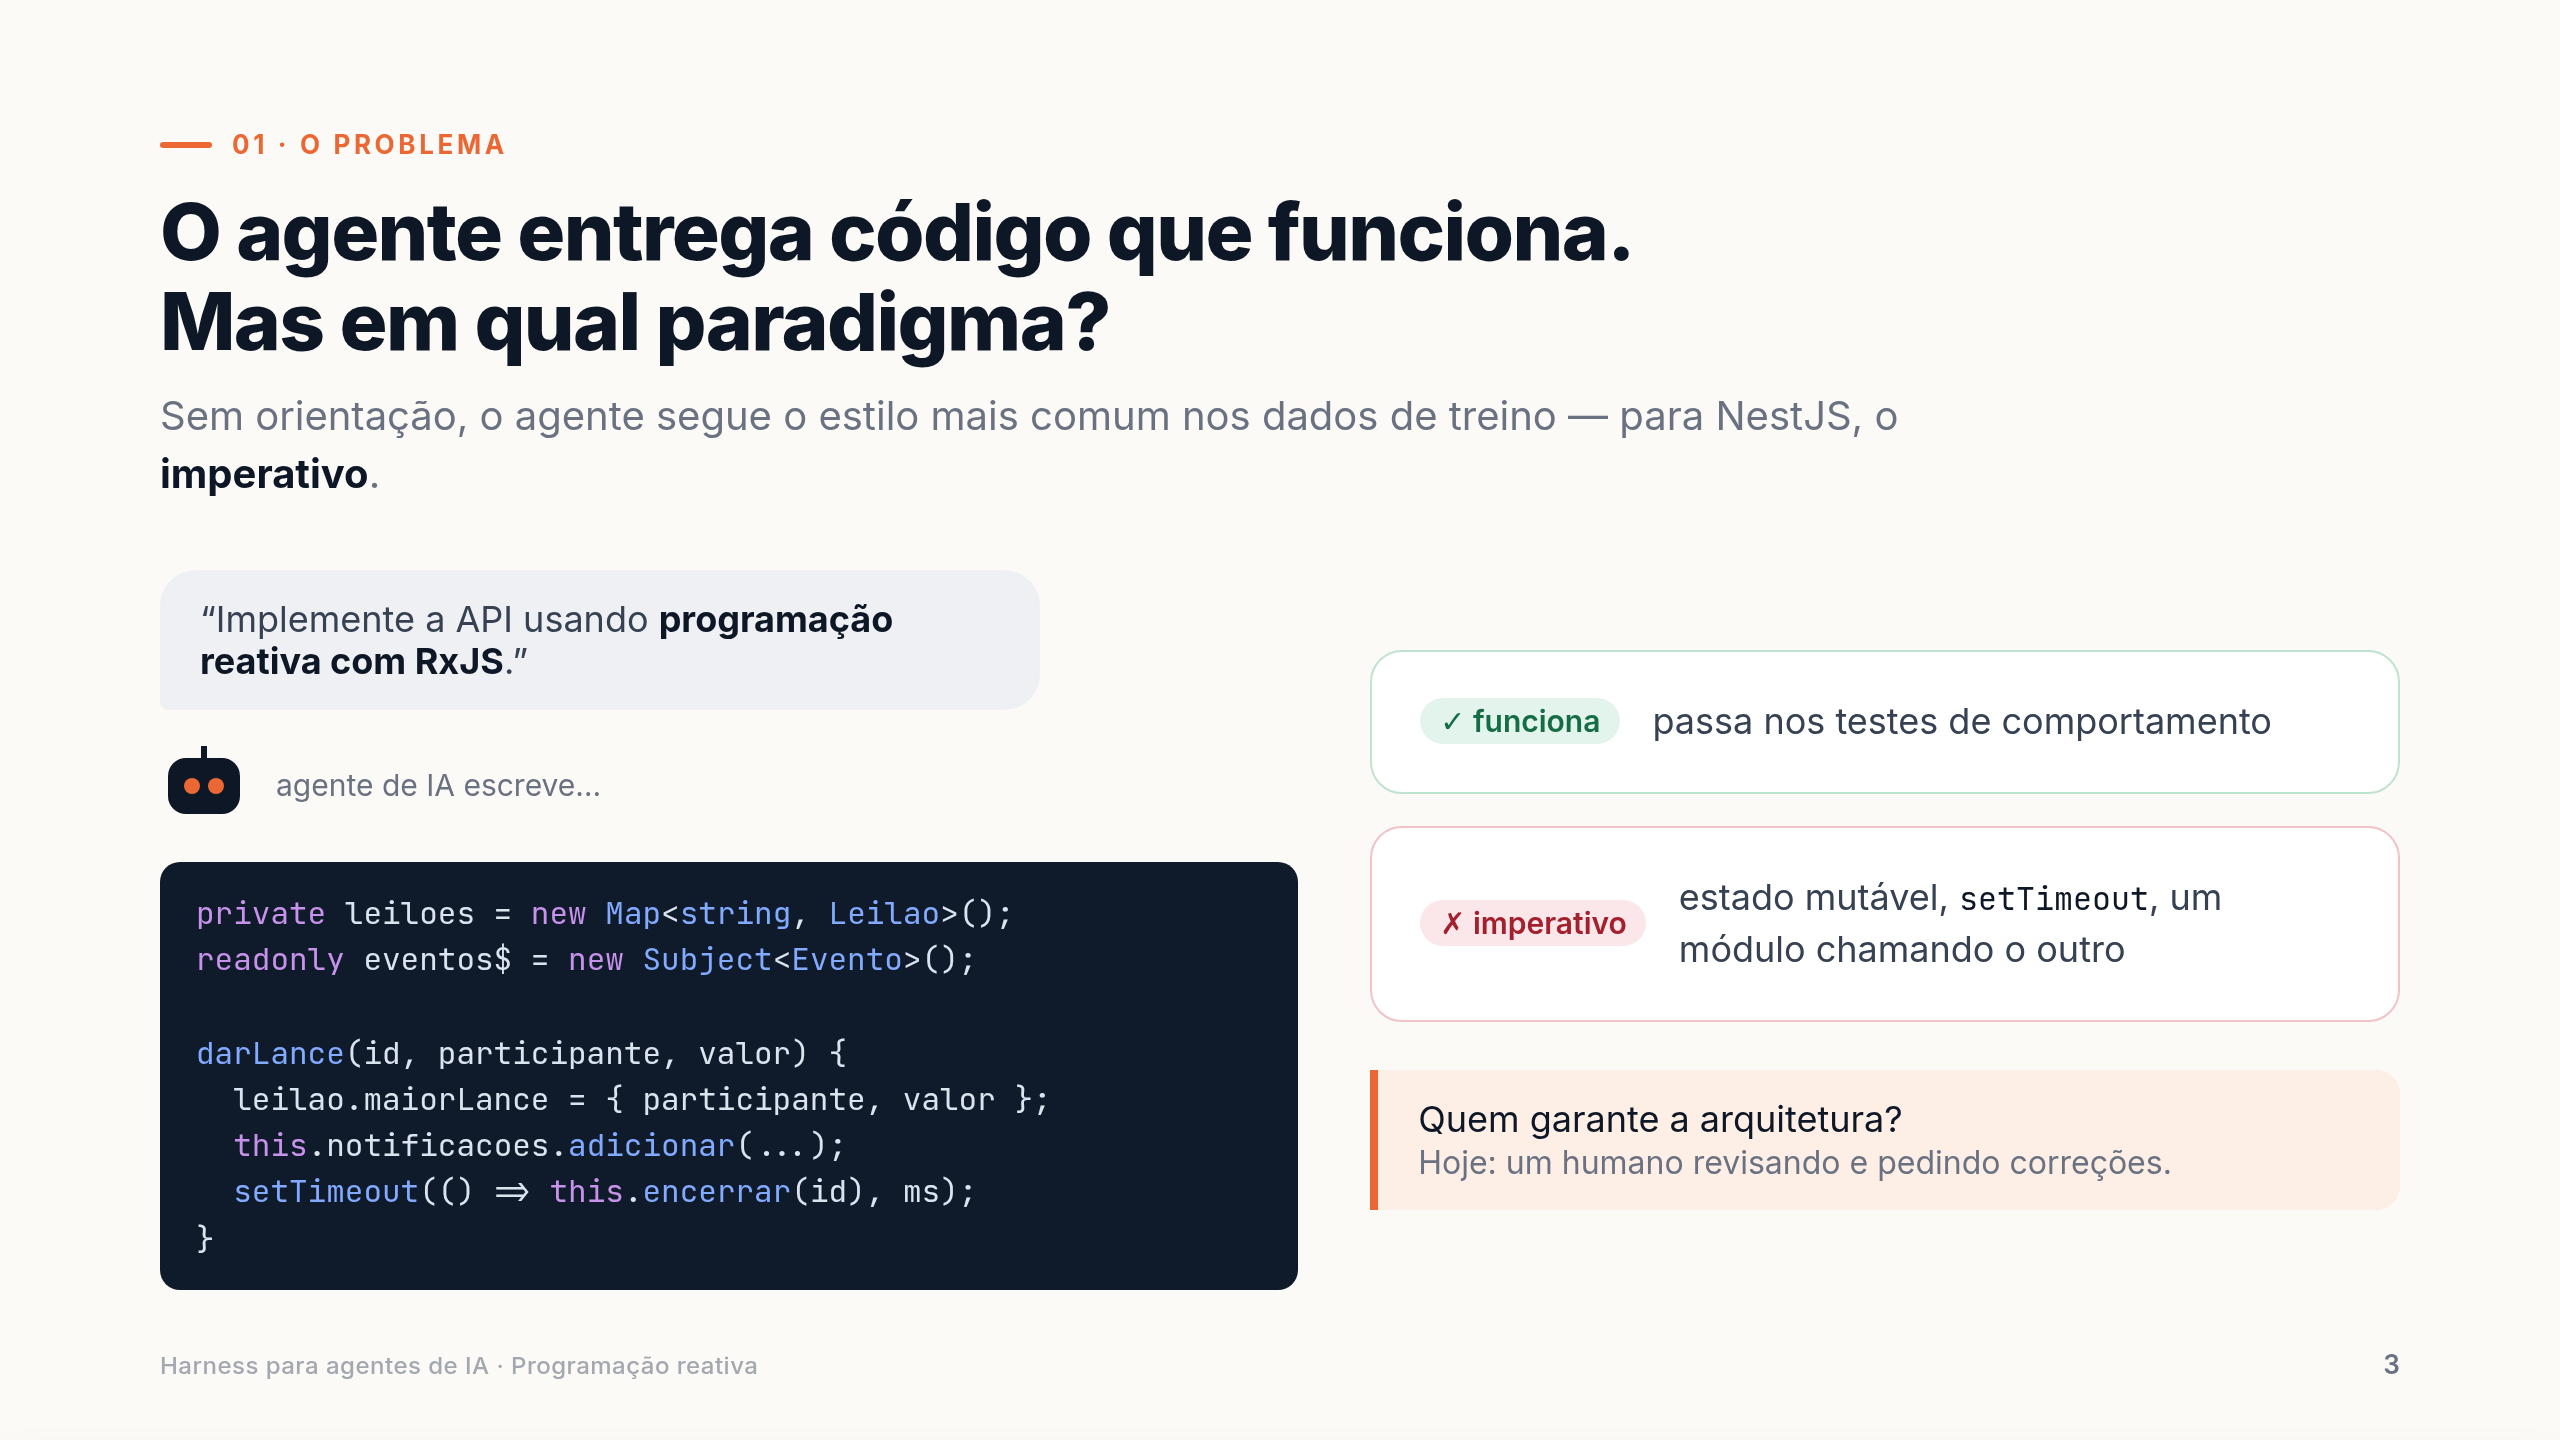 01 · O PROBLEMA
O agente entrega código que funciona.
Mas em qual paradigma?
Sem orientação, o agente segue o estilo mais comum nos dados de treino — para NestJS, o
imperativo.
“Implemente a API usando programação
reativa com RxJS.”
agente de IA escreve...
private leiloes = new Map<string, Leilao>();
readonly eventos$ = new Subject<Evento>();
darLance(id, participante, valor) {
  leilao.maiorLance = { participante, valor };
  this.notificacoes.adicionar(...);
  setTimeout(() => this.encerrar(id), ms);
}
✓ funciona passa nos testes de comportamento
✗ imperativo estado mutável, setTimeout, um
módulo chamando o outro
Quem garante a arquitetura?
Hoje: um humano revisando e pedindo correções.
Harness para agentes de IA · Programação reativa
3